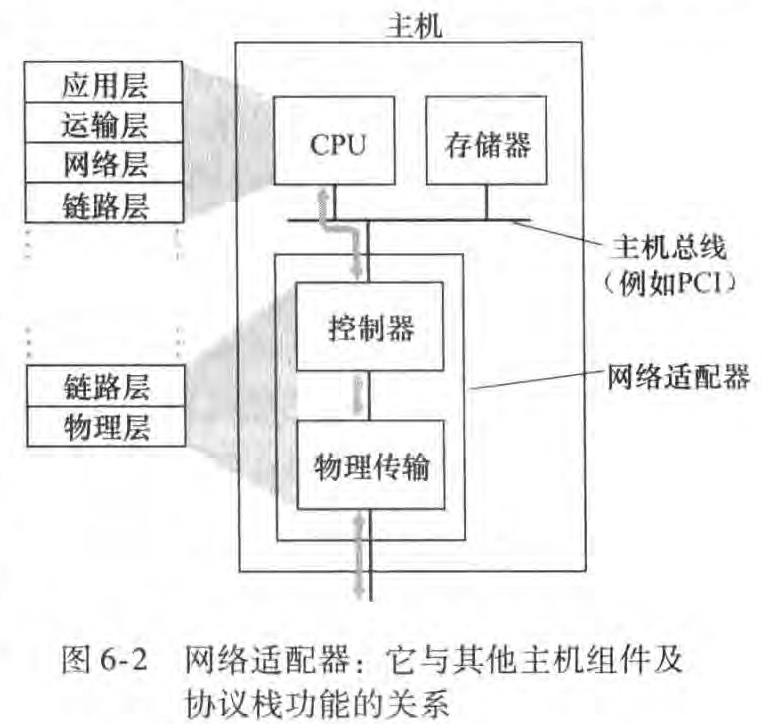 主机
应用层
运输层
网络层
链路层
CPU
存储器
主机总线
（例如PCI）
控制器
链路层
物理层
网络适配器
物理传输
图 6-2 网络适配器：它与其他主机组件及
协议栈功能的关系